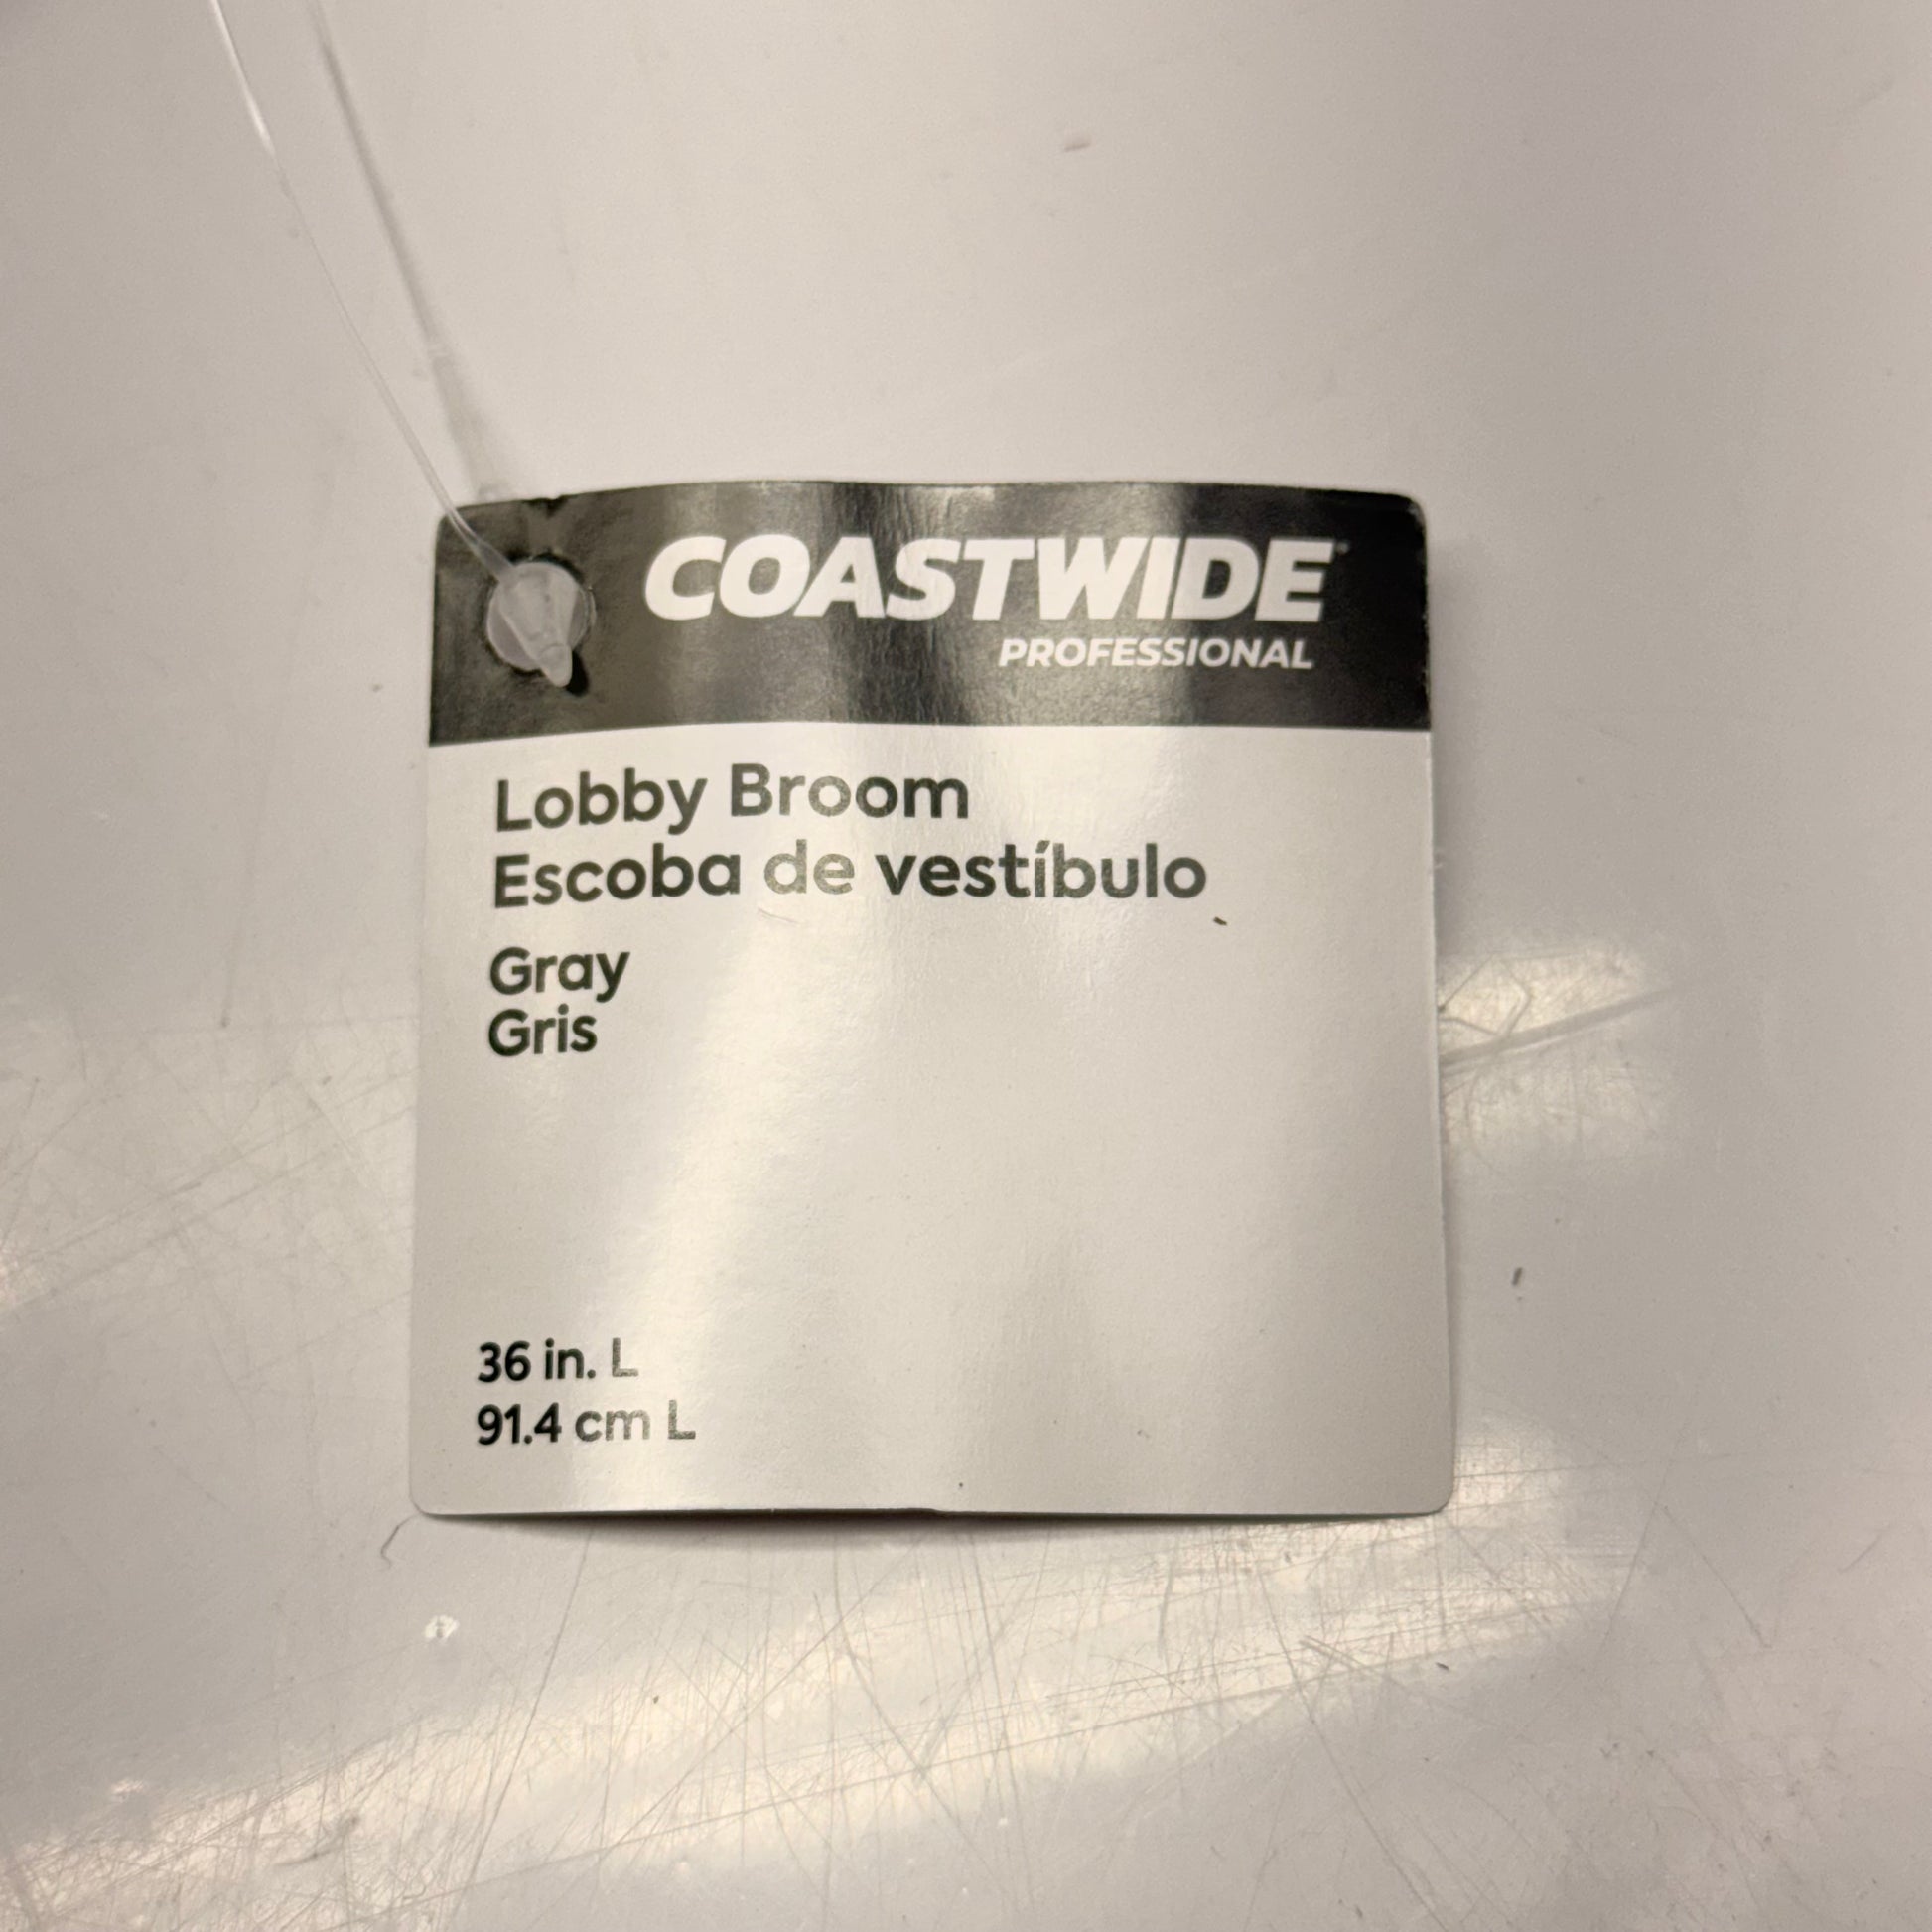 COASTWIDE
PROFESSIONAL
Lobby Broom
Escoba de vestíbulo
Gray
Gris
36 in. L
91.4 cm L